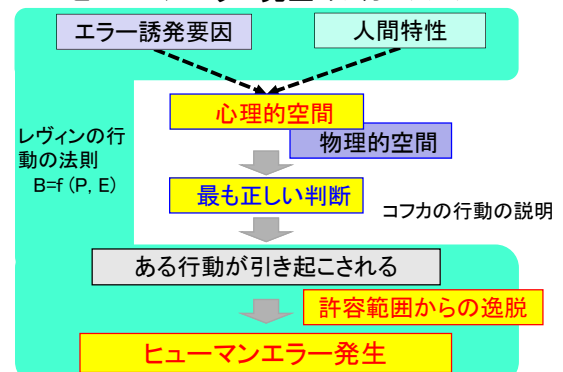 エラー誘発要因
人間特性
心理的空間
物理的空間
レヴィンの行
動の法則
B=f (P, E)
最も正しい判断
コフカの行動の説明
ある行動が引き起こされる
許容範囲からの逸脱
ヒューマンエラー発生